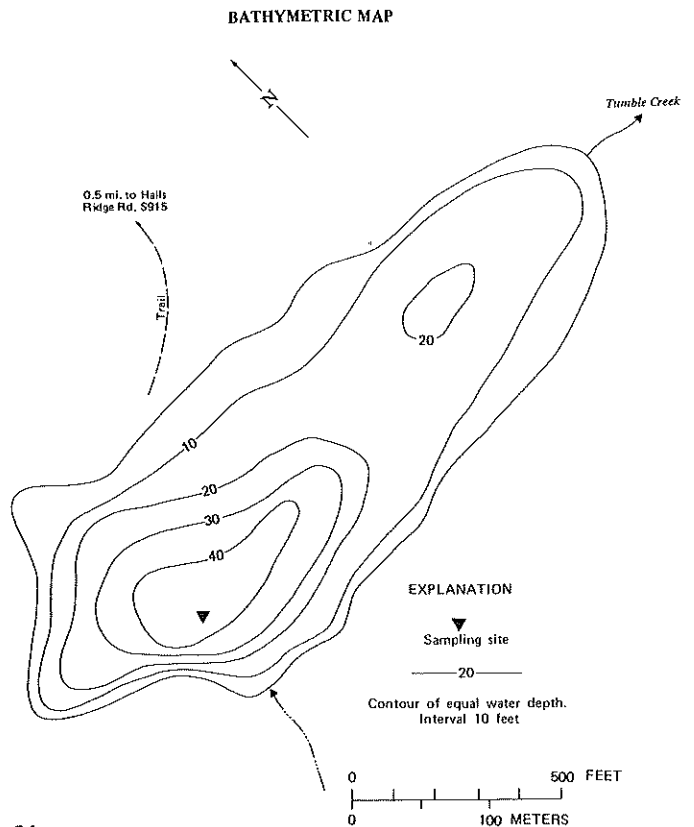 BATHYMETRIC MAP
N
Tumble Creek
0.5 mi. to Halls
Ridge Rd, S915
Trail
20
10
20
30
40
EXPLANATION
Sampling site
20
Contour of equal water depth.
Interval 10 feet
0 500 FEET
0 100 METERS